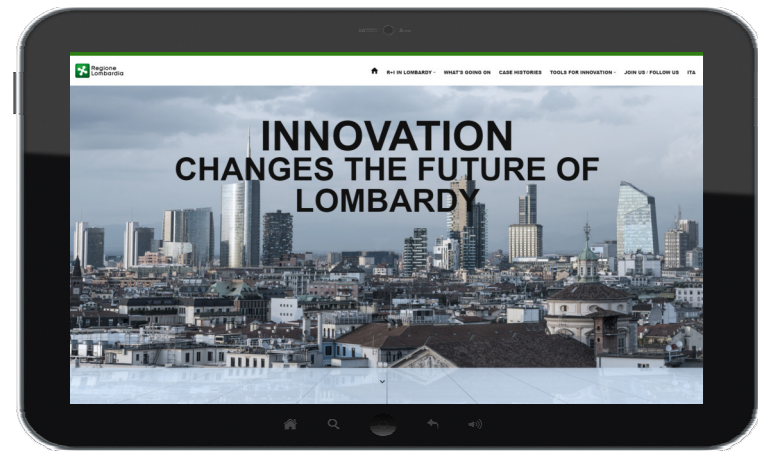 Regione
Lombardia
R+I IN LOMBARDY
WHAT'S GOING ON
CASE HISTORIES
TOOLS FOR INNOVATION
JOIN US / FOLLOW US
ITA
INNOVATION
CHANGES THE FUTURE OF
LOMBARDY